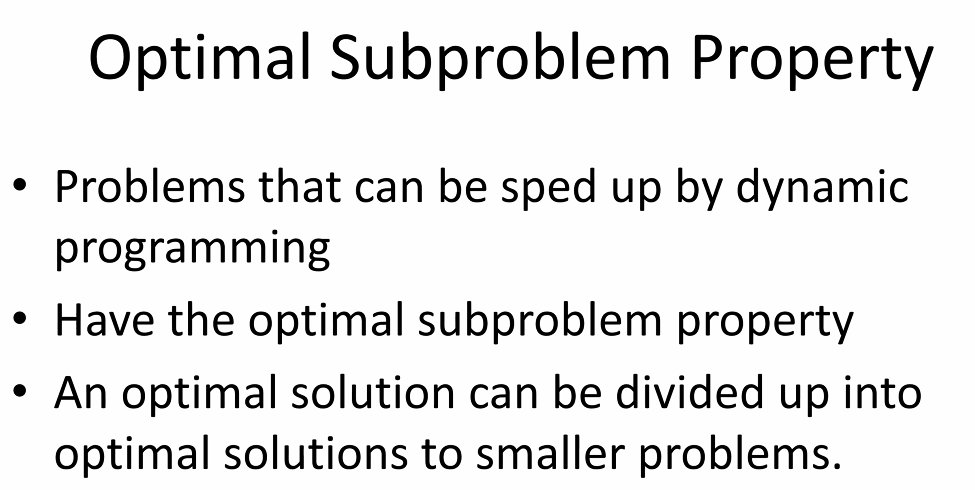 Optimal Subproblem Property
• Problems that can be sped up by dynamic
programming
• Have the optimal subproblem property
• An optimal solution can be divided up into
optimal solutions to smaller problems.